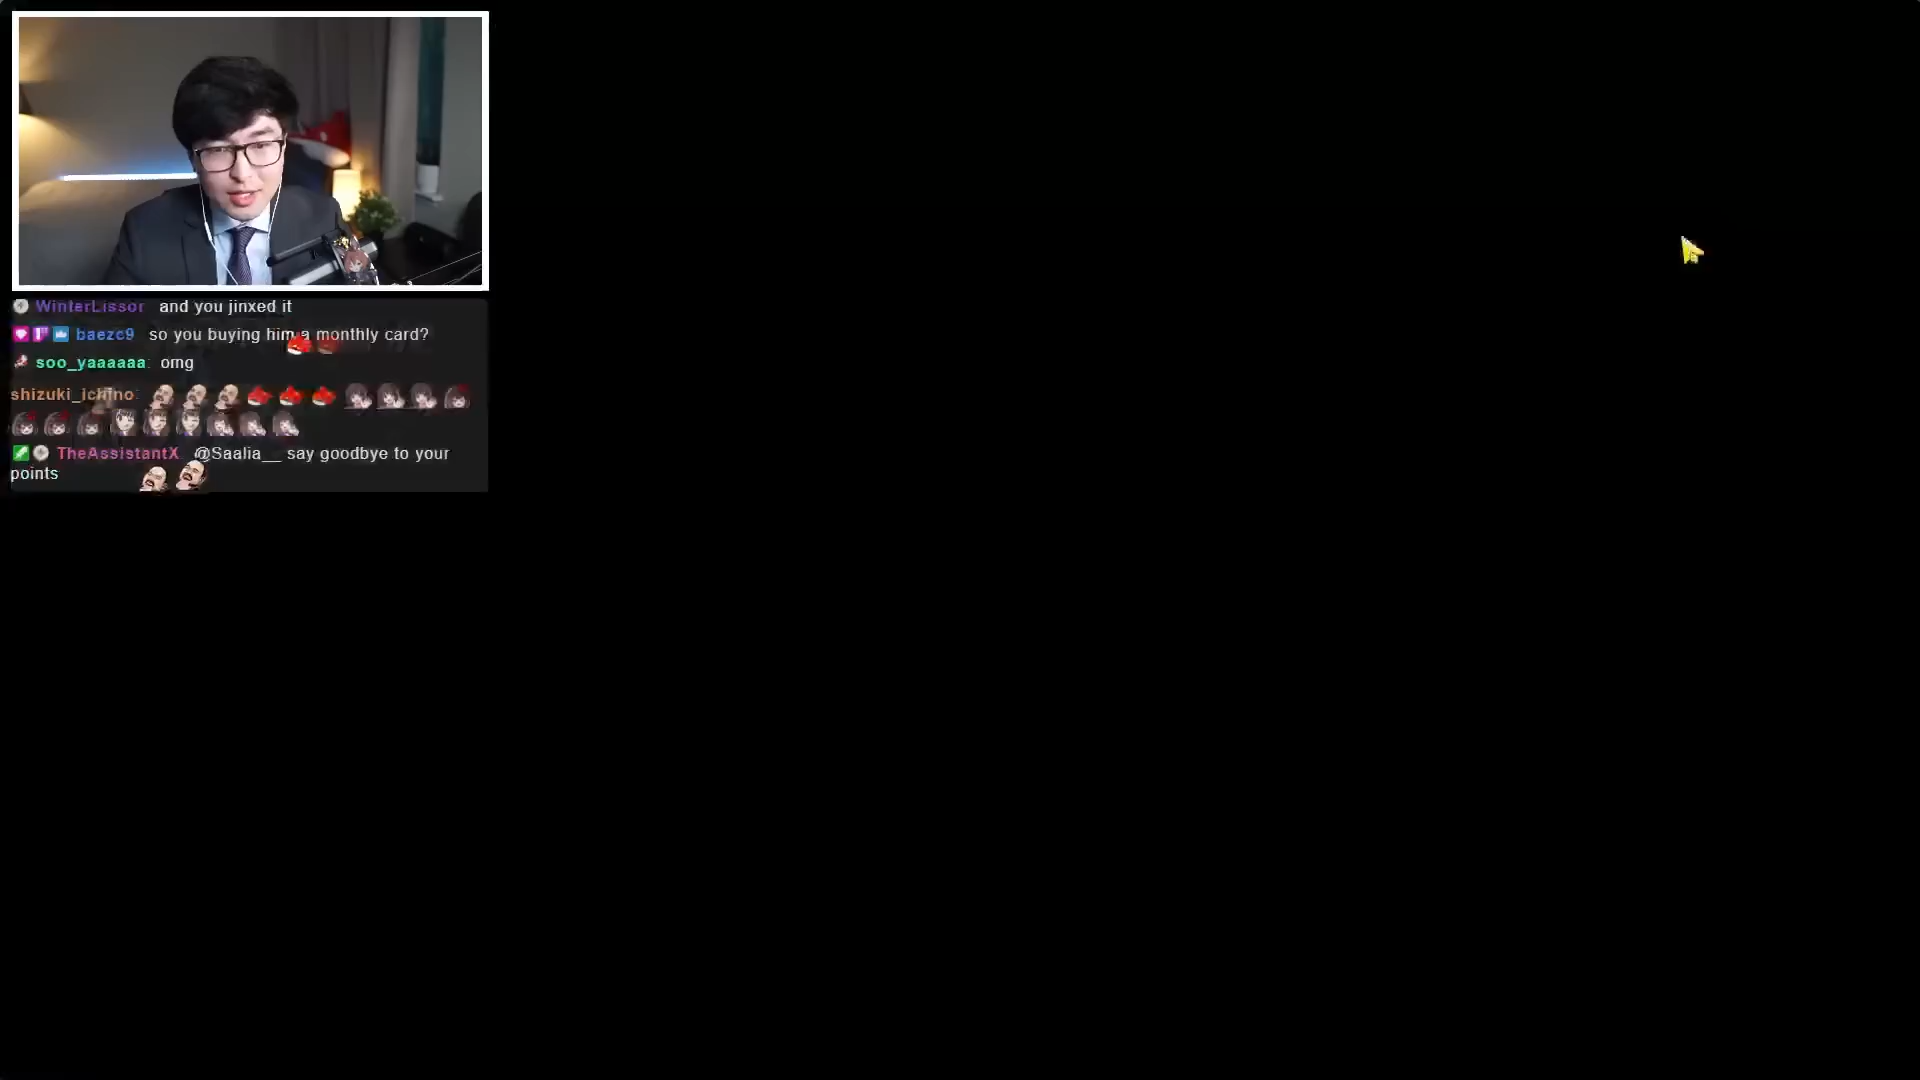 WinterLissor and you jinxed it
baezc9 so you buying him a monthly card?
soo_yaaaaaa: omg
shizuki_ichino:
TheAssistantX @Saalia__ say goodbye to your
points